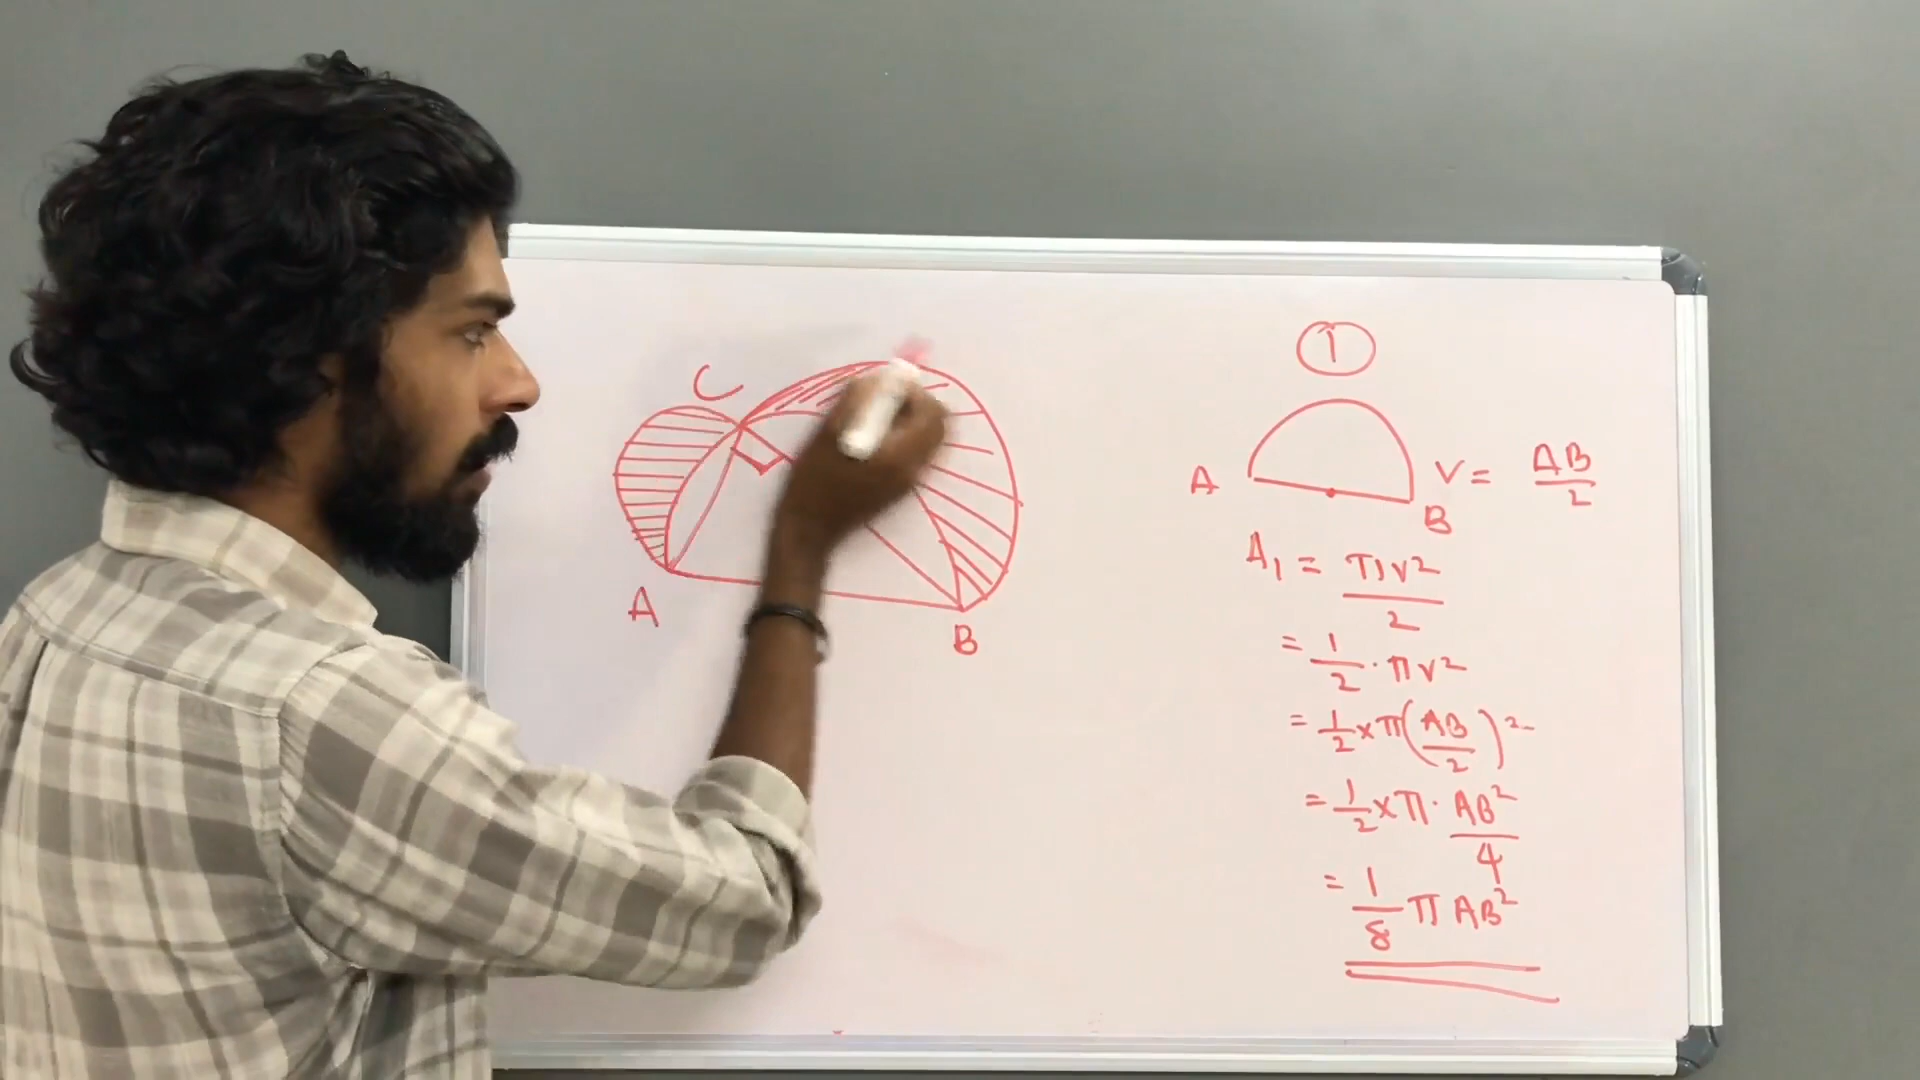 C
A
B
1
A
B
r = AB/2
A₁ = πr²/2
= 1/2 · πr²
= 1/2 × π(AB/2)²
= 1/2 × π · AB²/4
= 1/8 π AB²